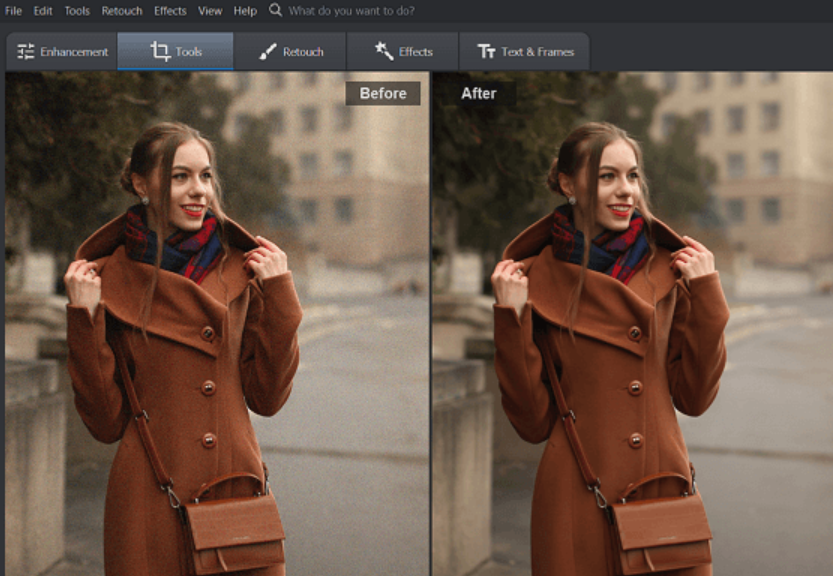 File Edit Tools Retouch Effects View Help What do you want to do?
Enhancement Tools Retouch Effects Text & Frames
Before After